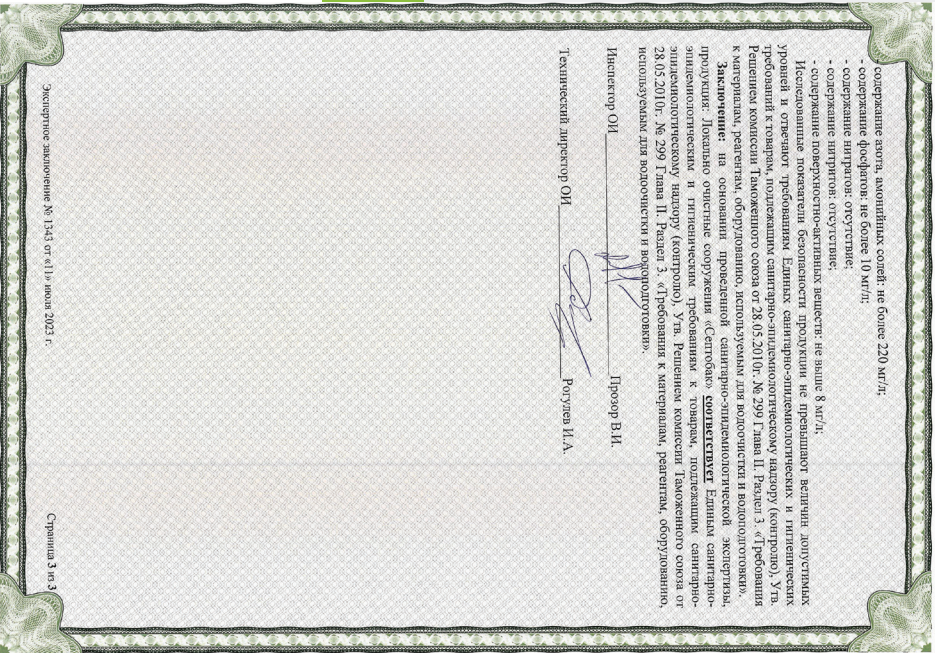 - содержание азота, амонийных солей: не более 220 мг/л;
- содержание фосфатов: не более 10 мг/л;
- содержание нитратов: отсутствие;
- содержание нитритов: отсутствие;
- содержание поверхностно-активных веществ: не выше 8 мг/л;
Исследованные показатели безопасности продукции не превышают величин допустимых
уровней и отвечают требованиям Единых санитарно-эпидемиологических и гигиенических
требований к товарам, подлежащим санитарно-эпидемиологическому надзору (контролю), Утв.
Решением комиссии Таможенного союза от 28.05.2010г. № 299 Глава II. Раздел 3. «Требования
к материалам, реагентам, оборудованию, используемым для водоочистки и водоподготовки».
Заключение: на основании проведенной санитарно-эпидемиологической экспертизы,
продукция: Локально очистные сооружения «Септобак» соответствует Единым санитарно-
эпидемиологическим и гигиеническим требованиям к товарам, подлежащим санитарно-
эпидемиологическому надзору (контролю), Утв. Решением комиссии Таможенного союза от
28.05.2010г. № 299 Глава II. Раздел 3. «Требования к материалам, реагентам, оборудованию,
используемым для водоочистки и водоподготовки».
Инспектор ОИ Прозор В.И.
Технический директор ОИ Рогулев И.А.
Экспертное заключение № 1343 от «11» июля 2023 г. Страница 3 из 3